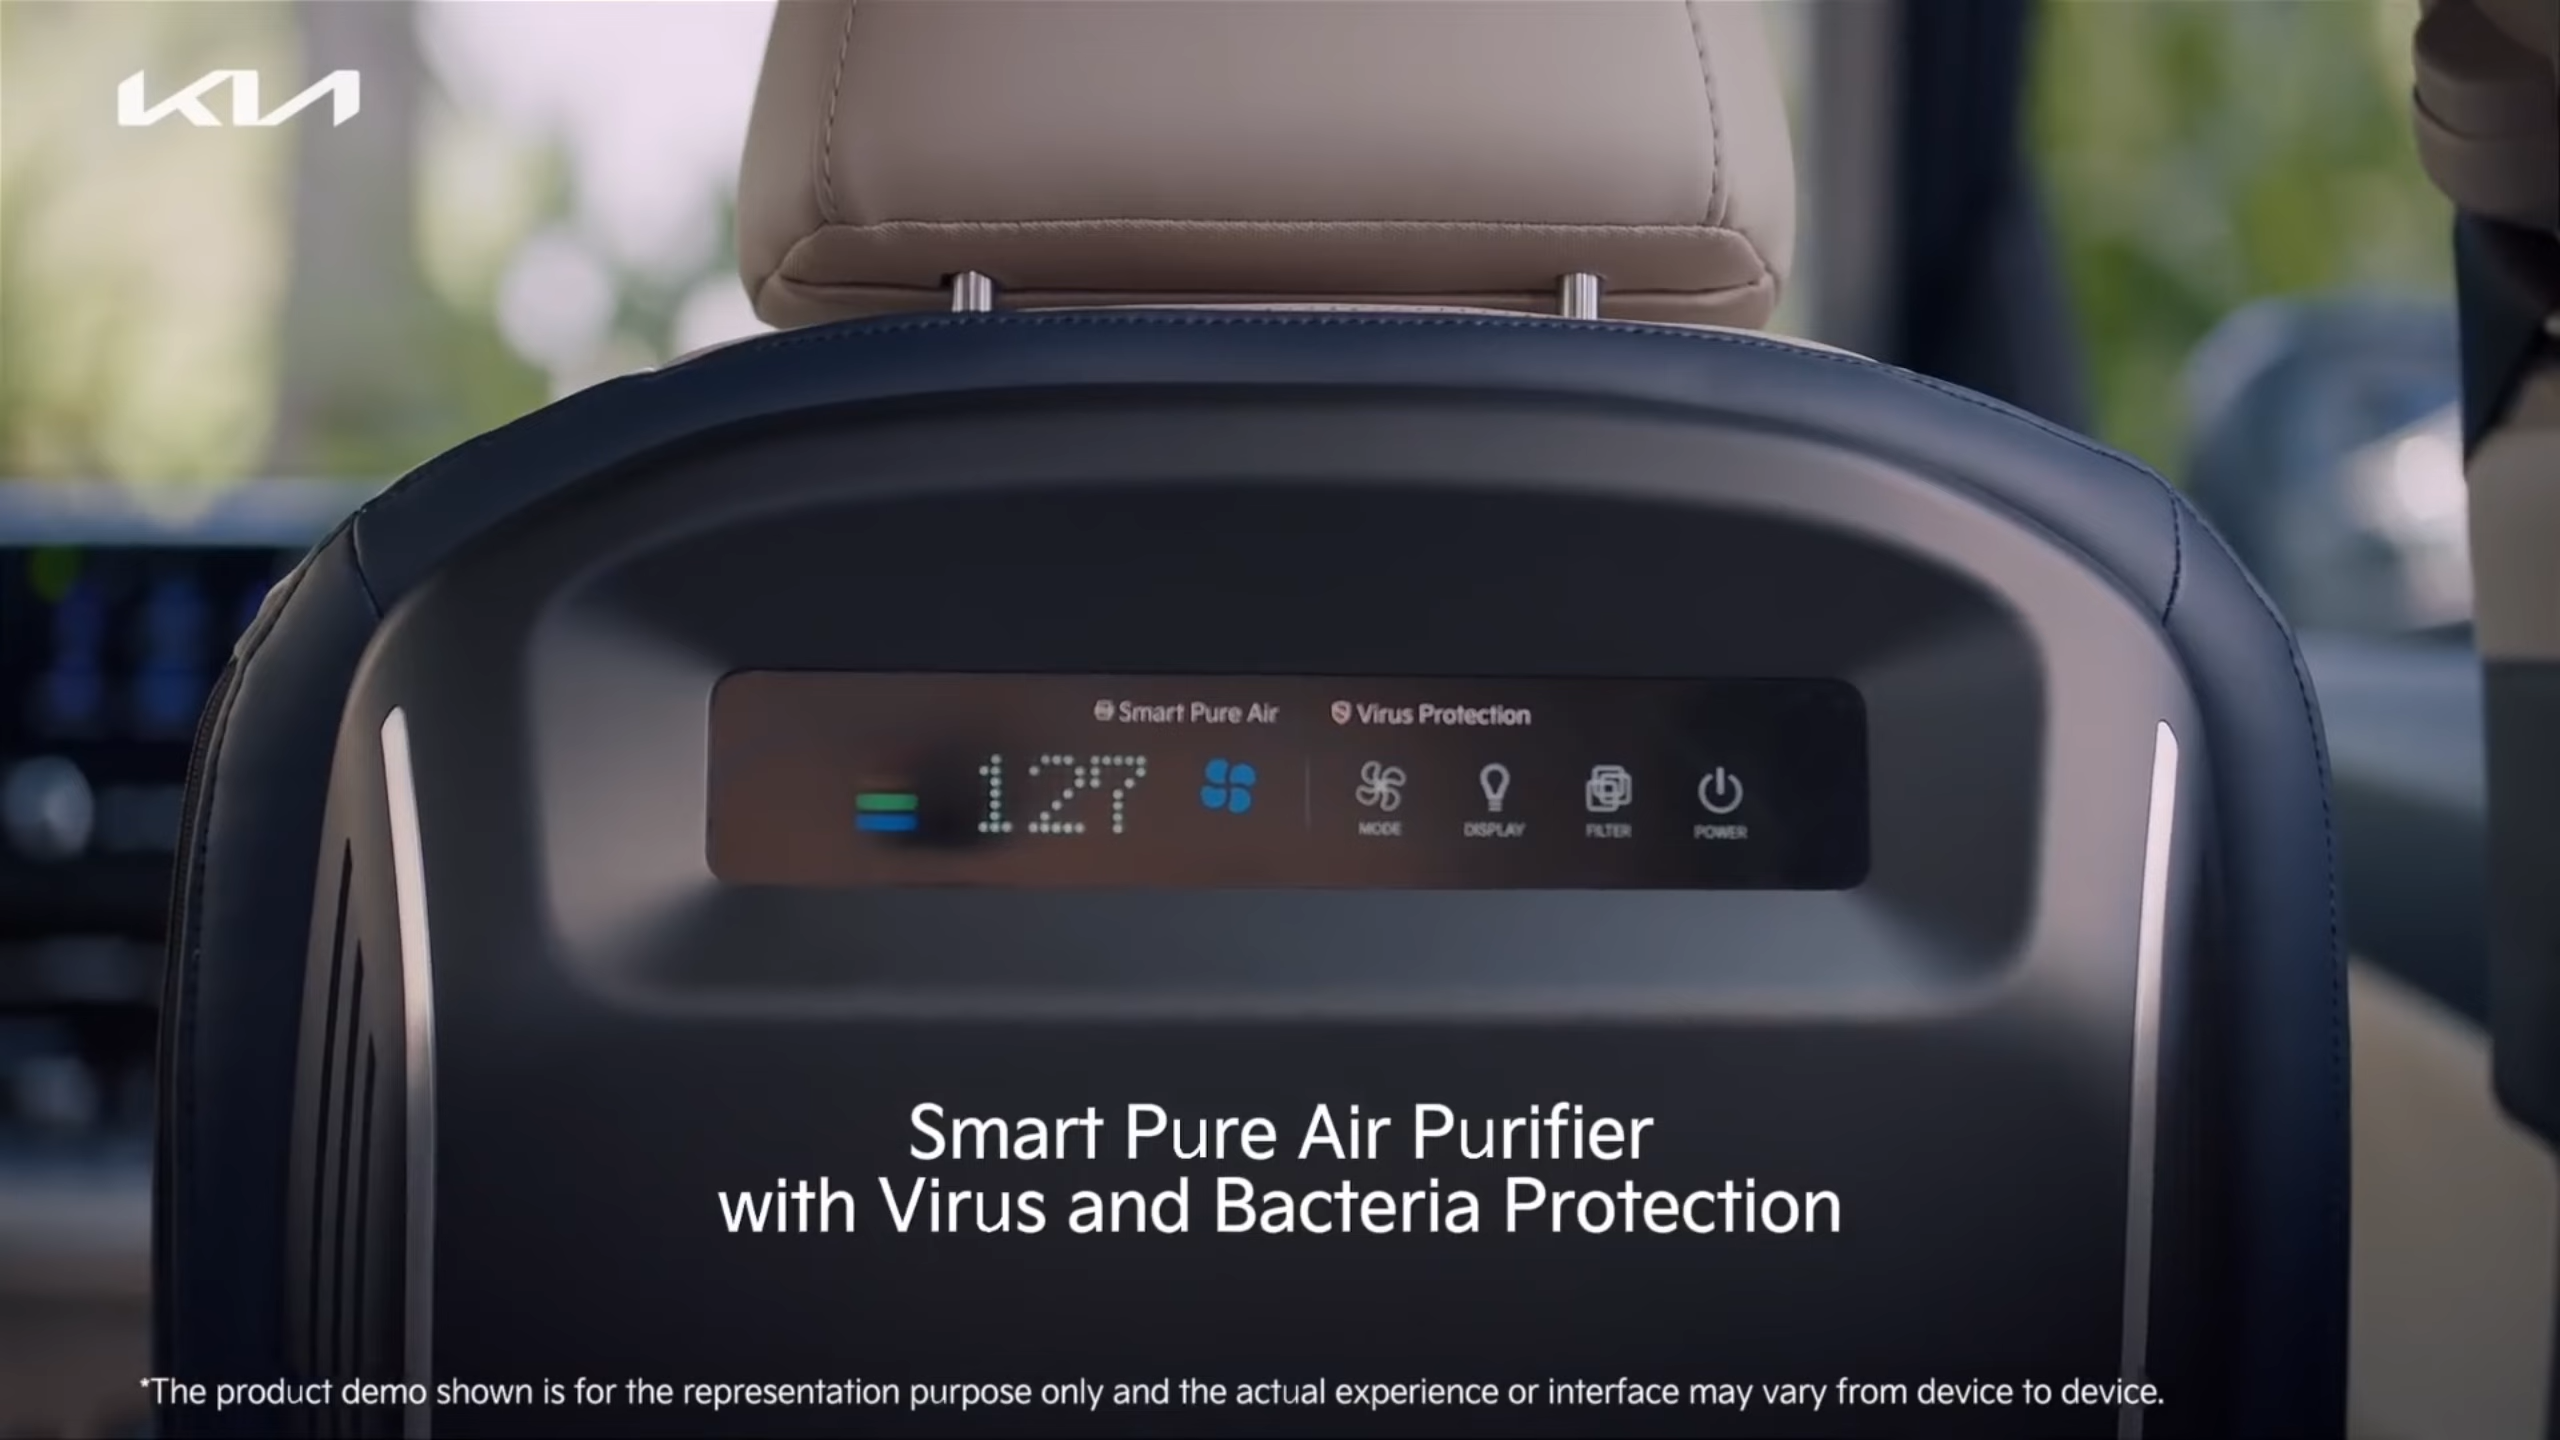 KIA
Smart Pure Air Virus Protection
127
MODE DISPLAY FILTER POWER
Smart Pure Air Purifier
with Virus and Bacteria Protection
*The product demo shown is for the representation purpose only and the actual experience or interface may vary from device to device.